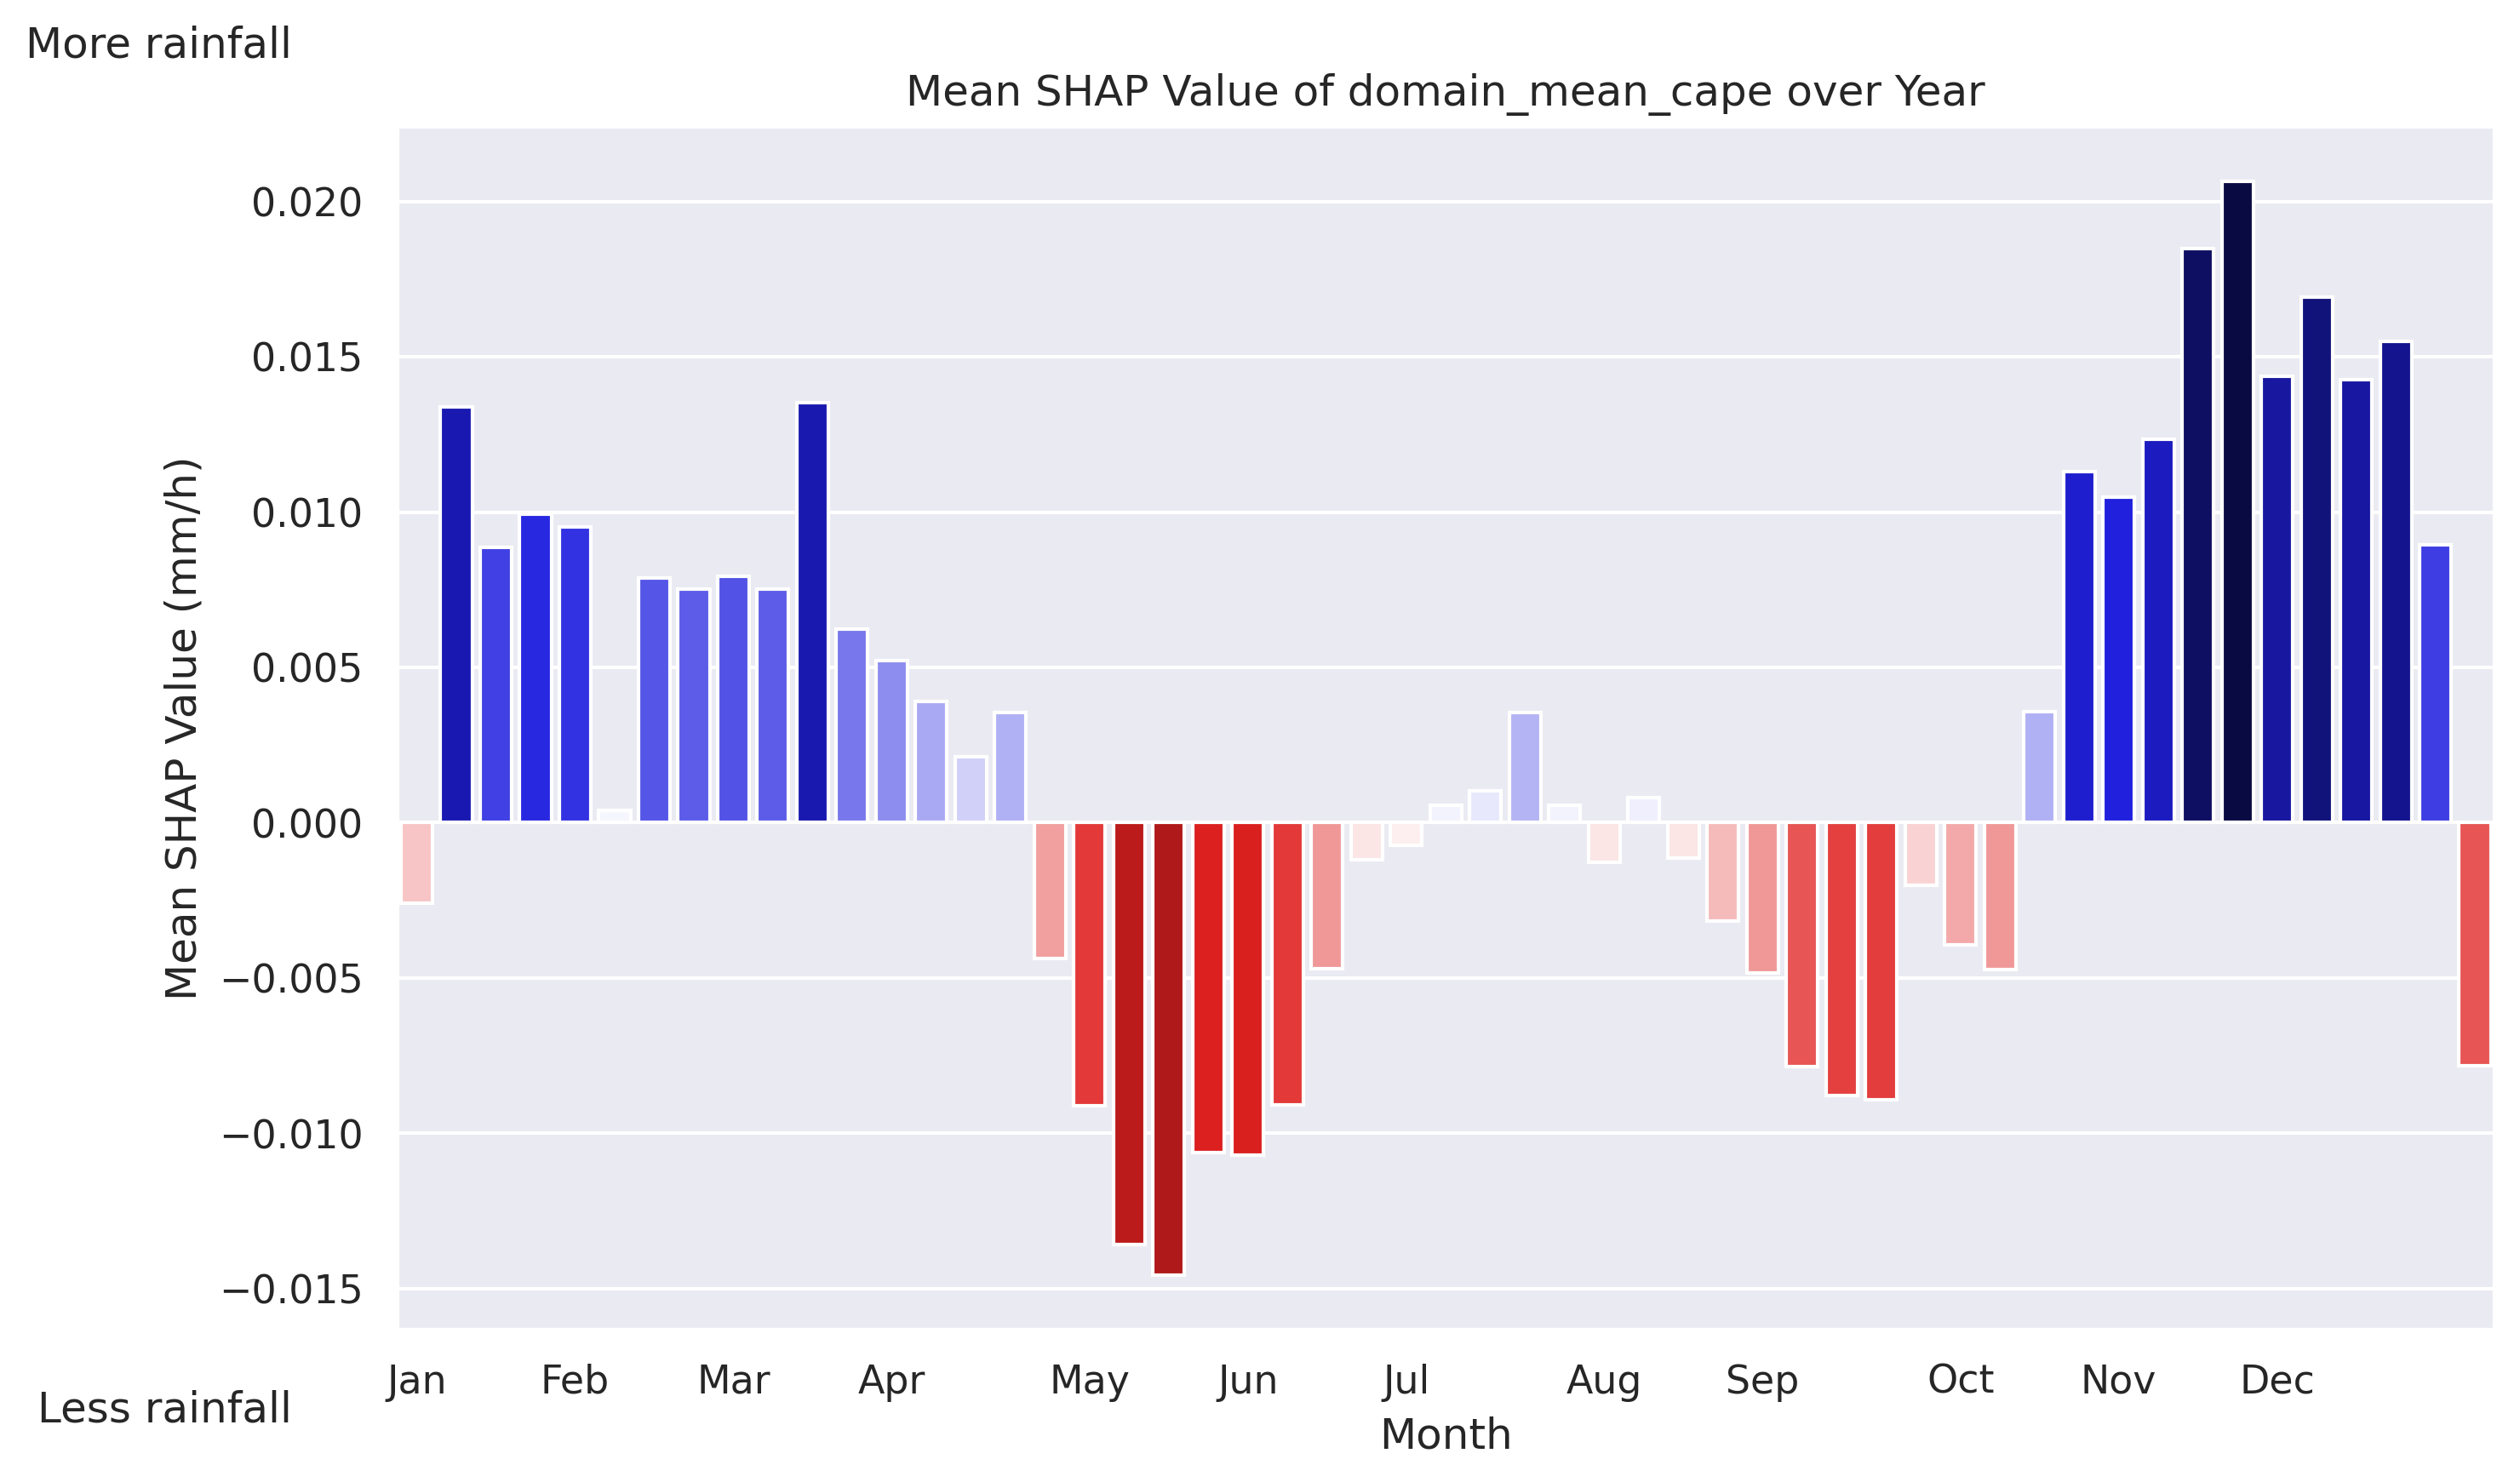 More rainfall
Mean SHAP Value of domain_mean_cape over Year
Mean SHAP Value (mm/h)
0.020
0.015
0.010
0.005
0.000
−0.005
−0.010
−0.015
Jan Feb Mar Apr May Jun Jul Aug Sep Oct Nov Dec
Less rainfall
Month